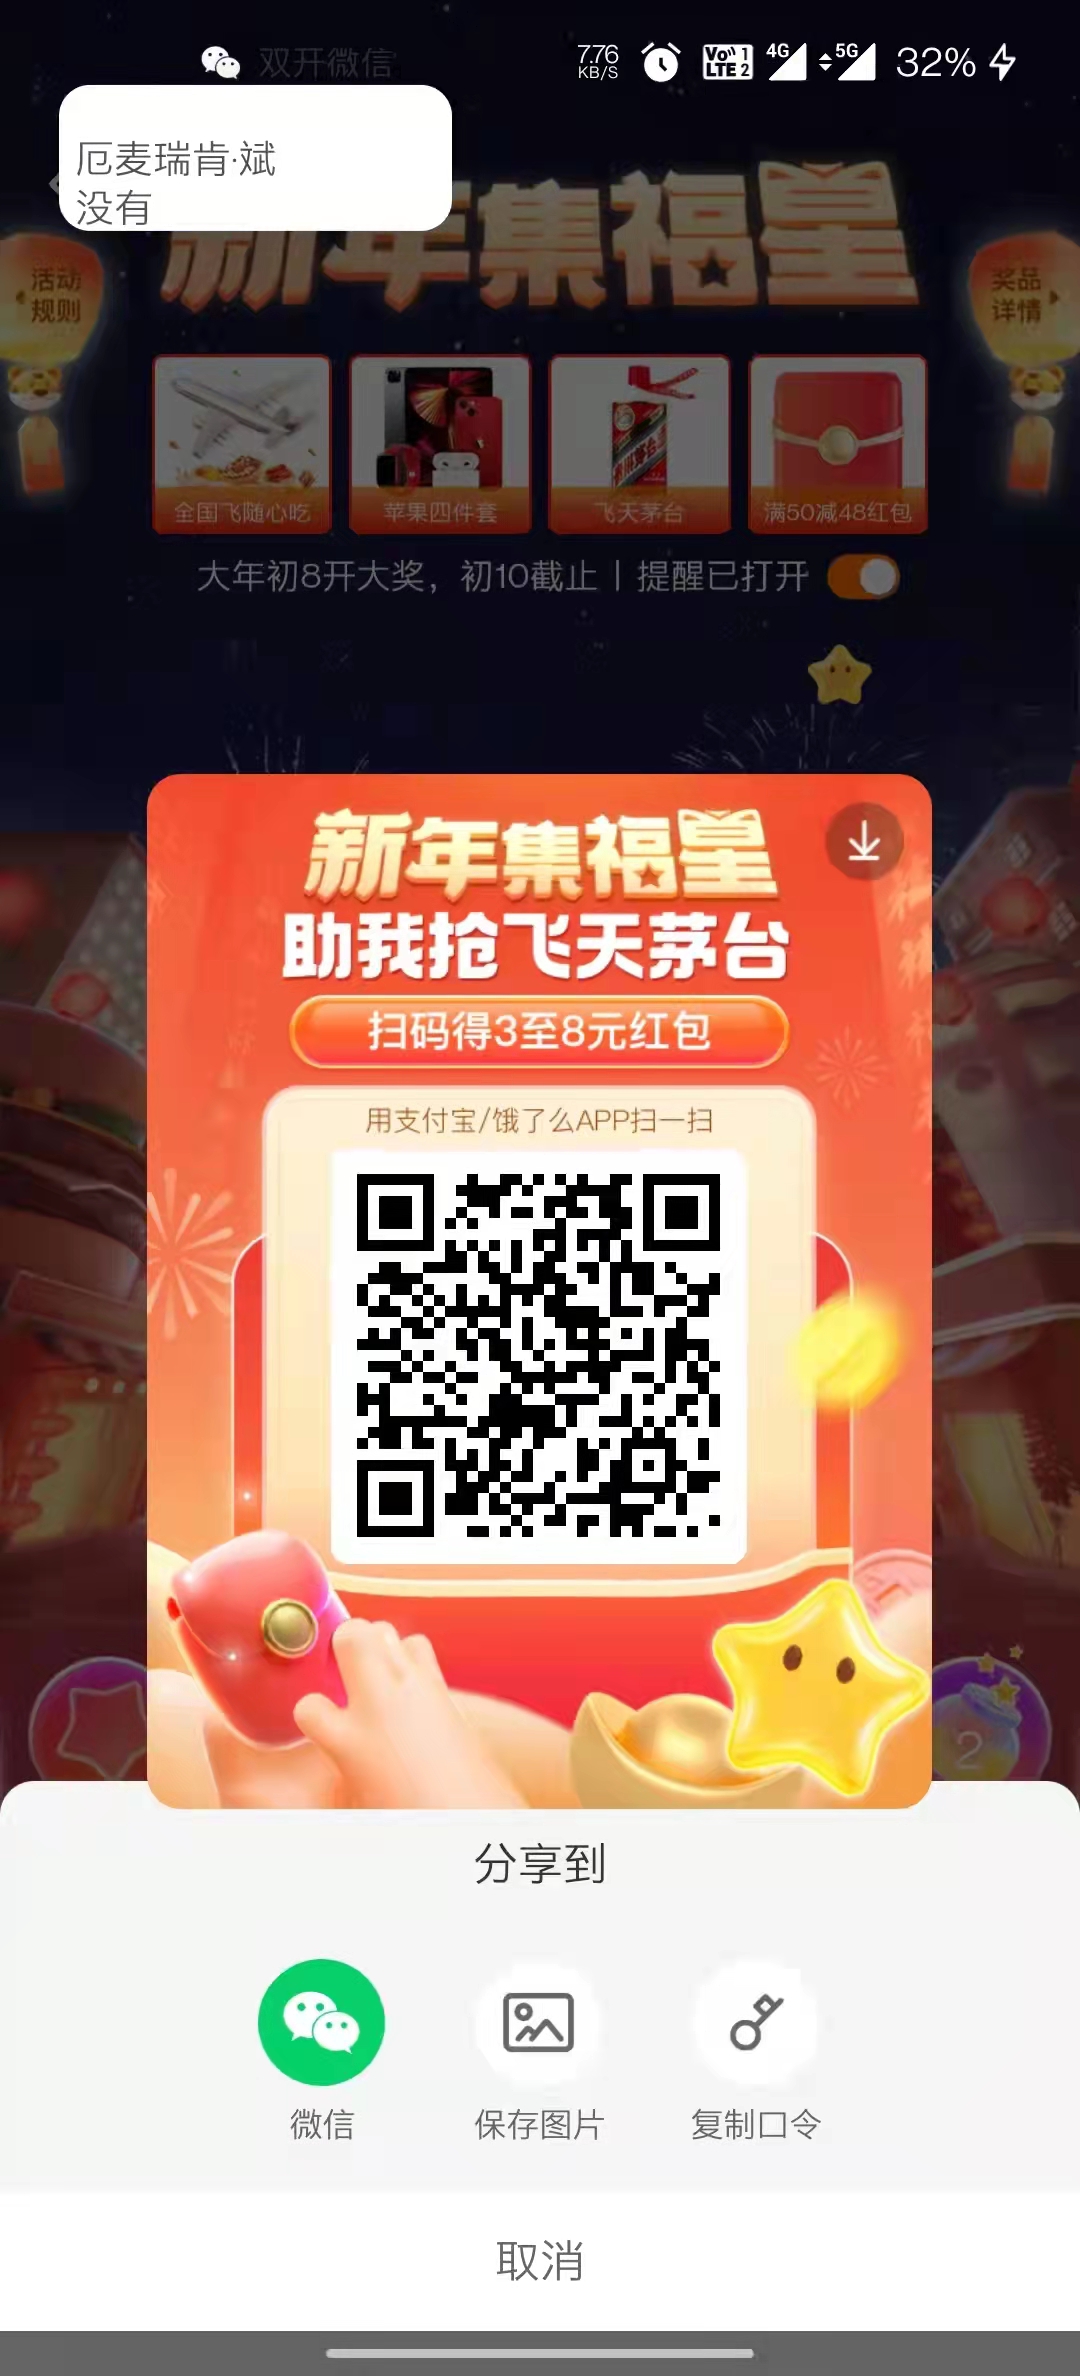 双开微信
7.76
KB/S
Vo 1
LTE 2
4G
5G
32%
厄麦瑞肯·斌
没有
新年集福星
活动
规则
奖品
详情
全国飞随心吃
苹果四件套
飞天茅台
满50减48红包
大年初8开大奖，初10截止丨提醒已打开
新年集福星
助我抢飞天茅台
扫码得3至8元红包
用支付宝/饿了么APP扫一扫
2
分享到
微信
保存图片
复制口令
取消